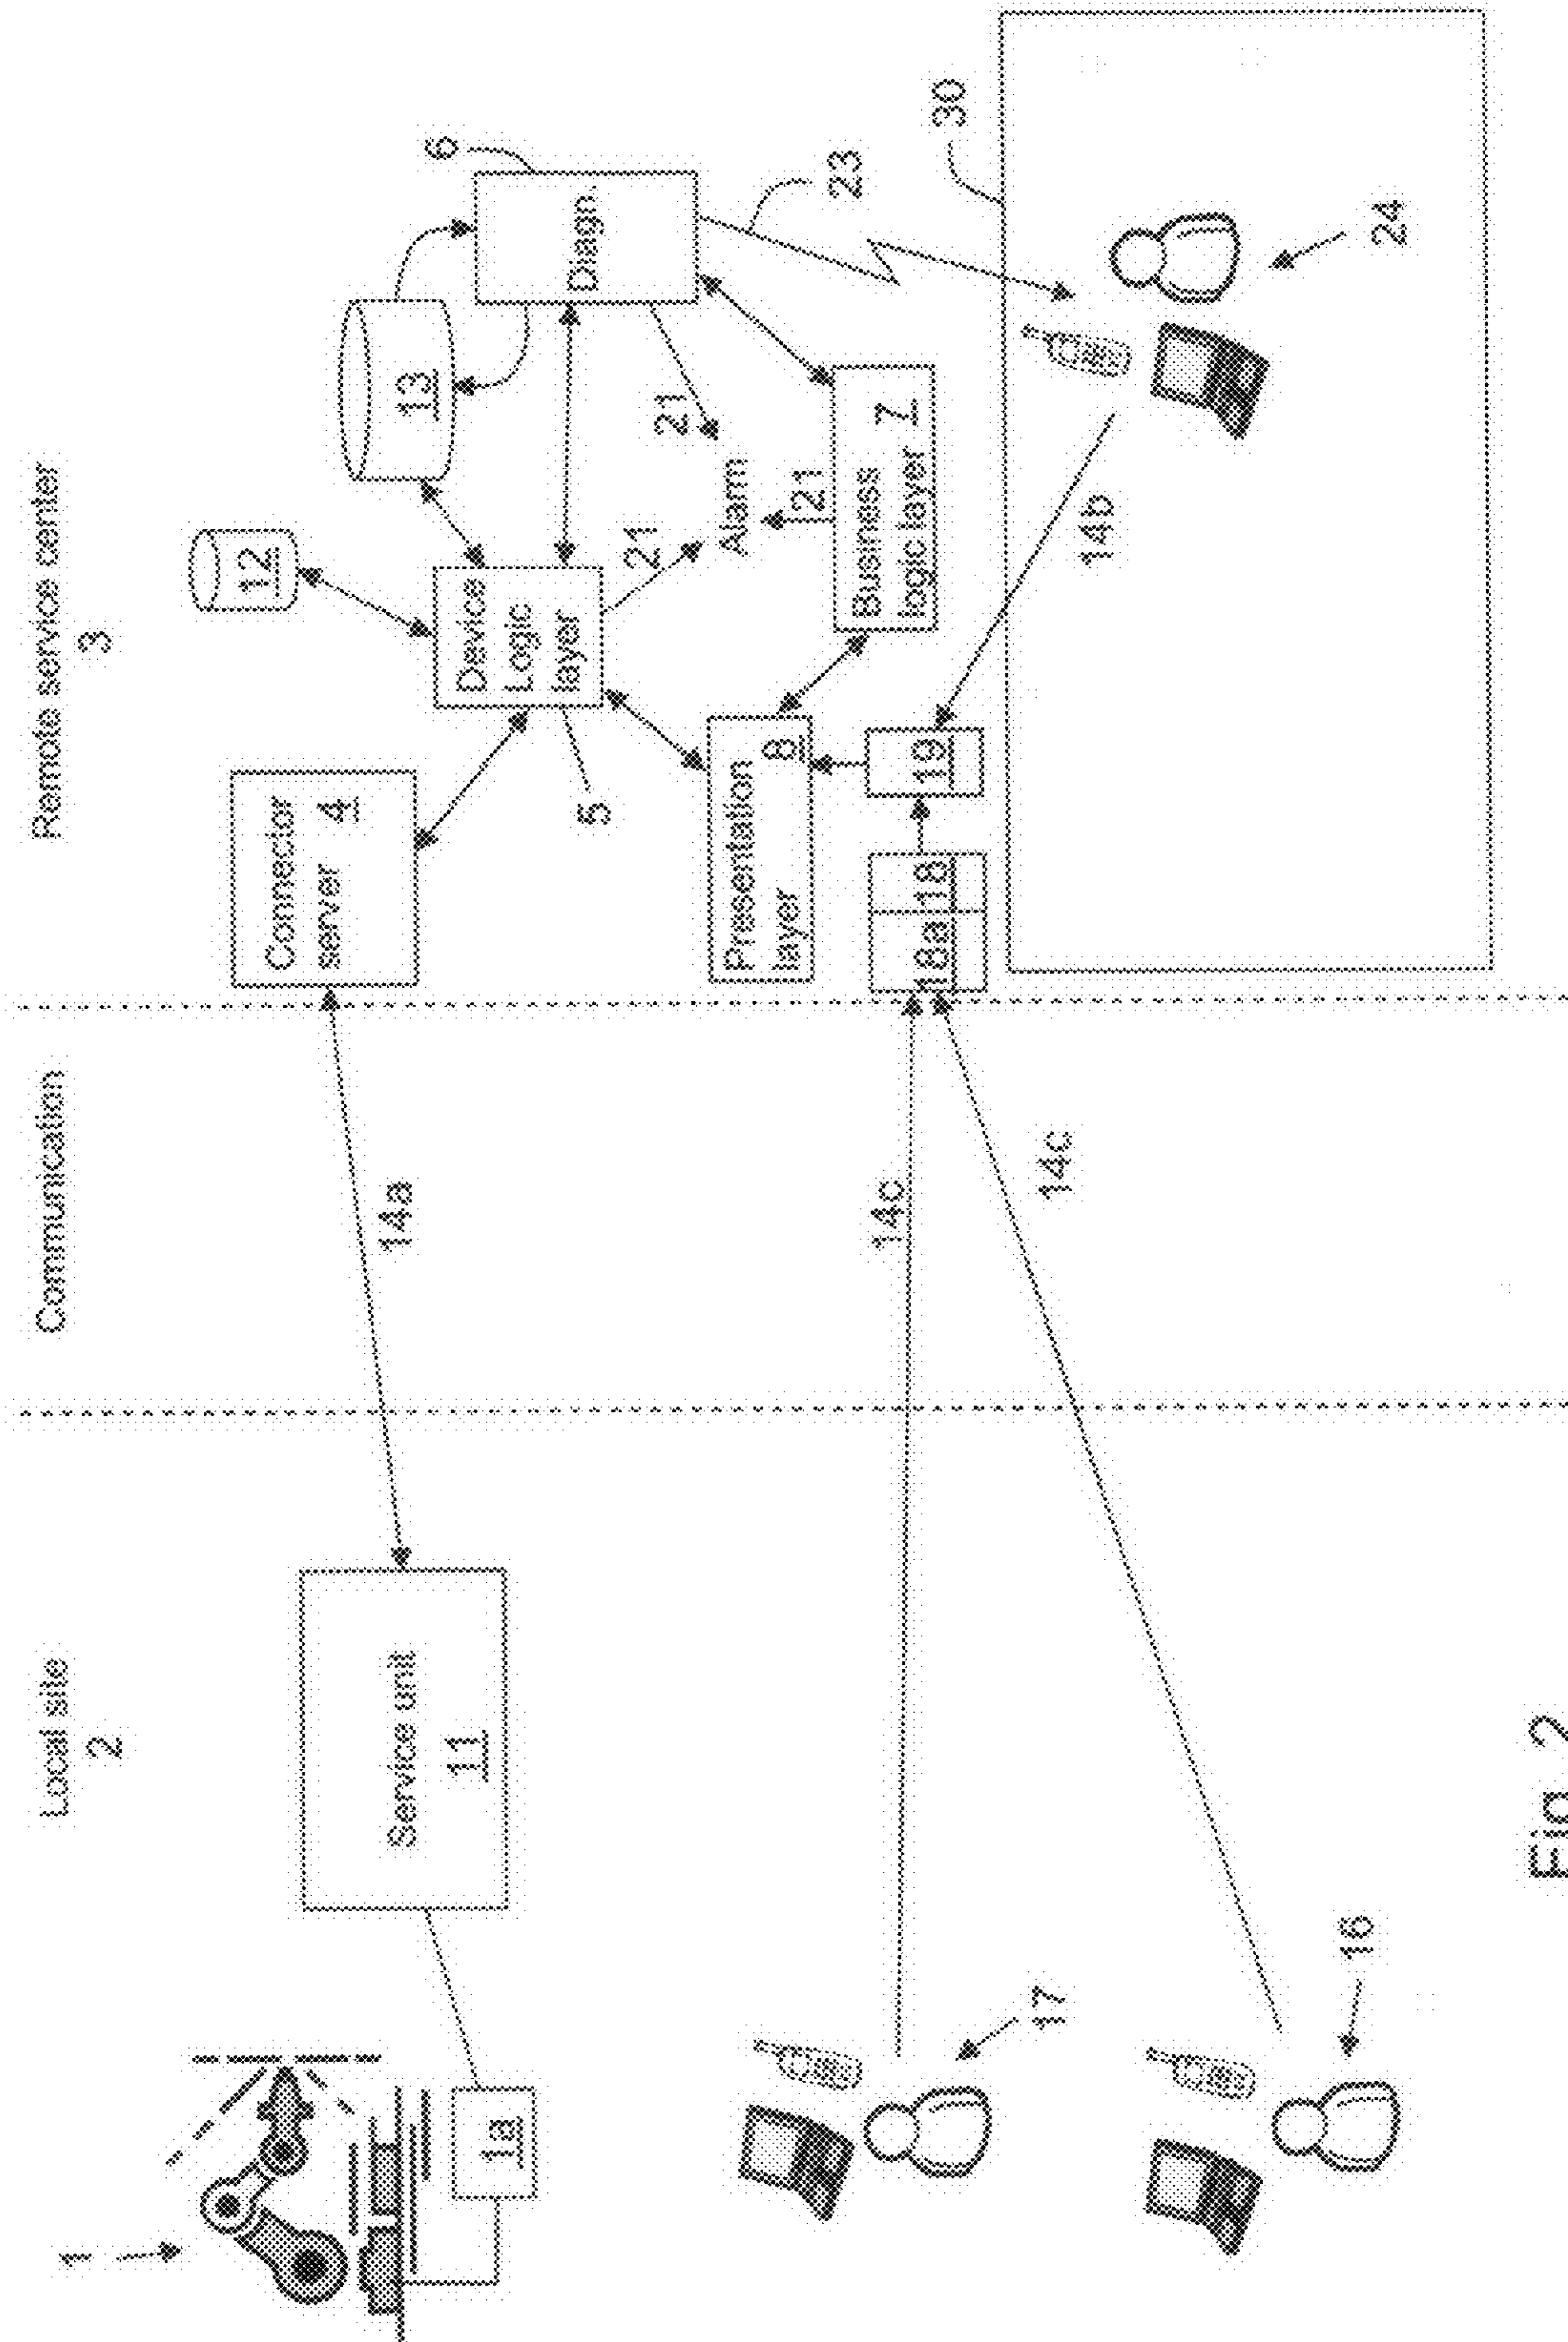 Local site
2
Communication
Remote service center
3
1
1a
Service unit
11
14a
Connector
server 4
12
13
6
Device
Logic
layer
5
Diagn.
21
21
Alarm
21
23
Presentation
layer 8
Business
logic layer 7
18a
18
19
14c
14c
14b
30
17
16
24
Fig. 2